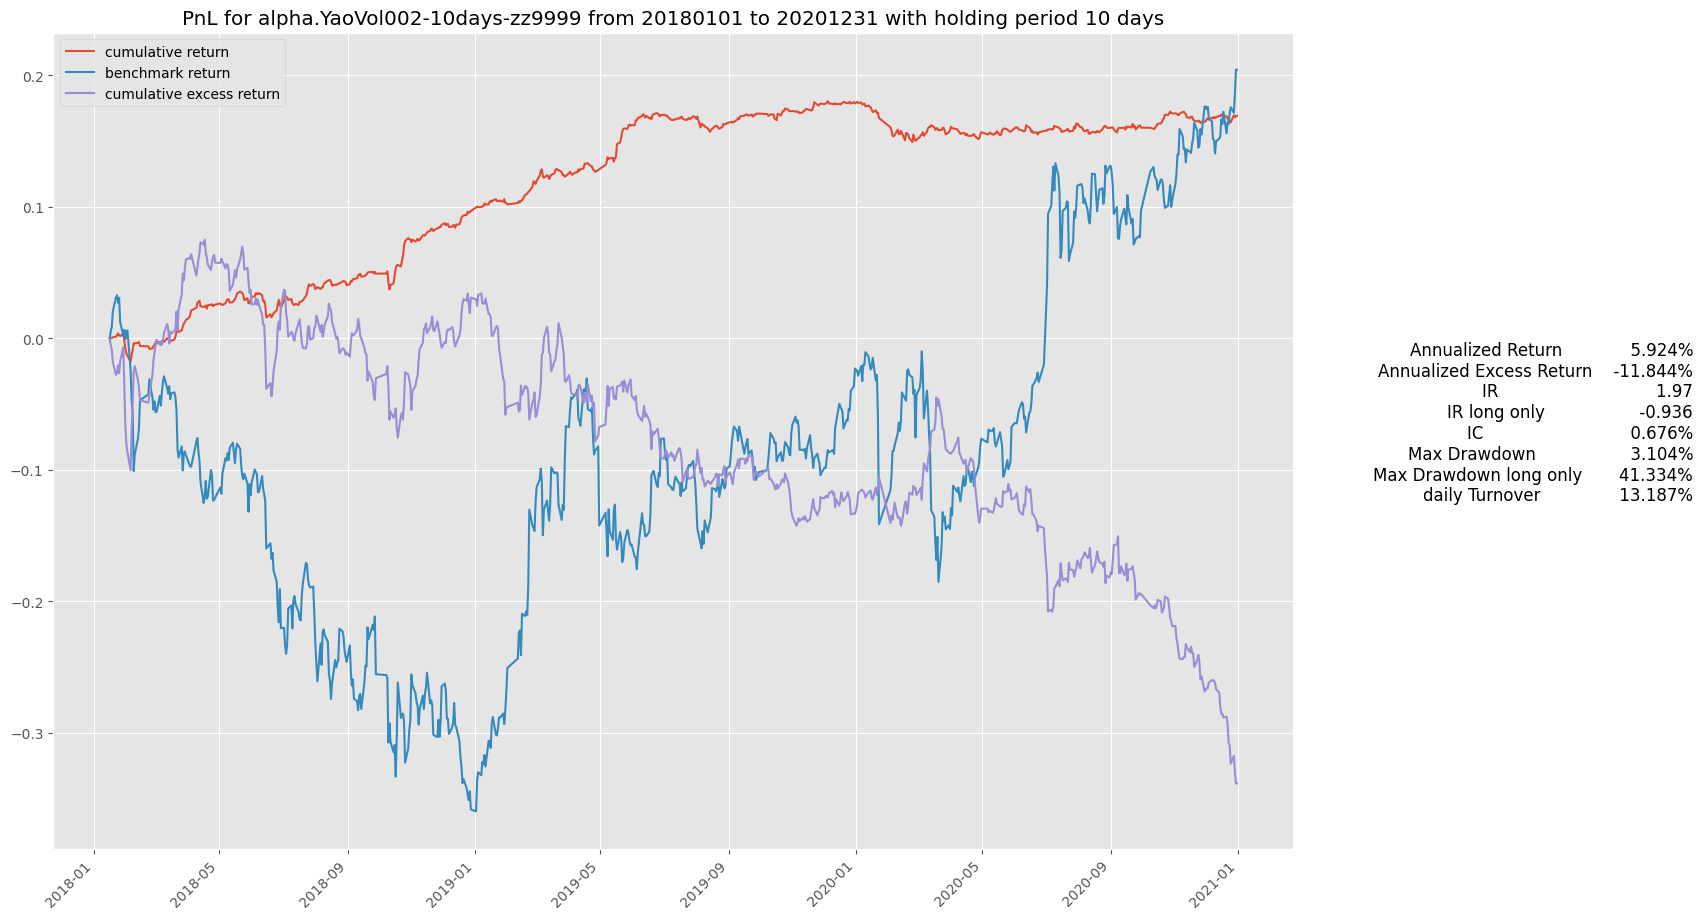 PnL for alpha.YaoVol002-10days-zz9999 from 20180101 to 20201231 with holding period 10 days
cumulative return
benchmark return
cumulative excess return
0.2
0.1
0.0
−0.1
−0.2
−0.3
2018-01
2018-05
2018-09
2019-01
2019-05
2019-09
2020-01
2020-05
2020-09
2021-01
Annualized Return 5.924%
Annualized Excess Return -11.844%
IR 1.97
IR long only -0.936
IC 0.676%
Max Drawdown 3.104%
Max Drawdown long only 41.334%
daily Turnover 13.187%